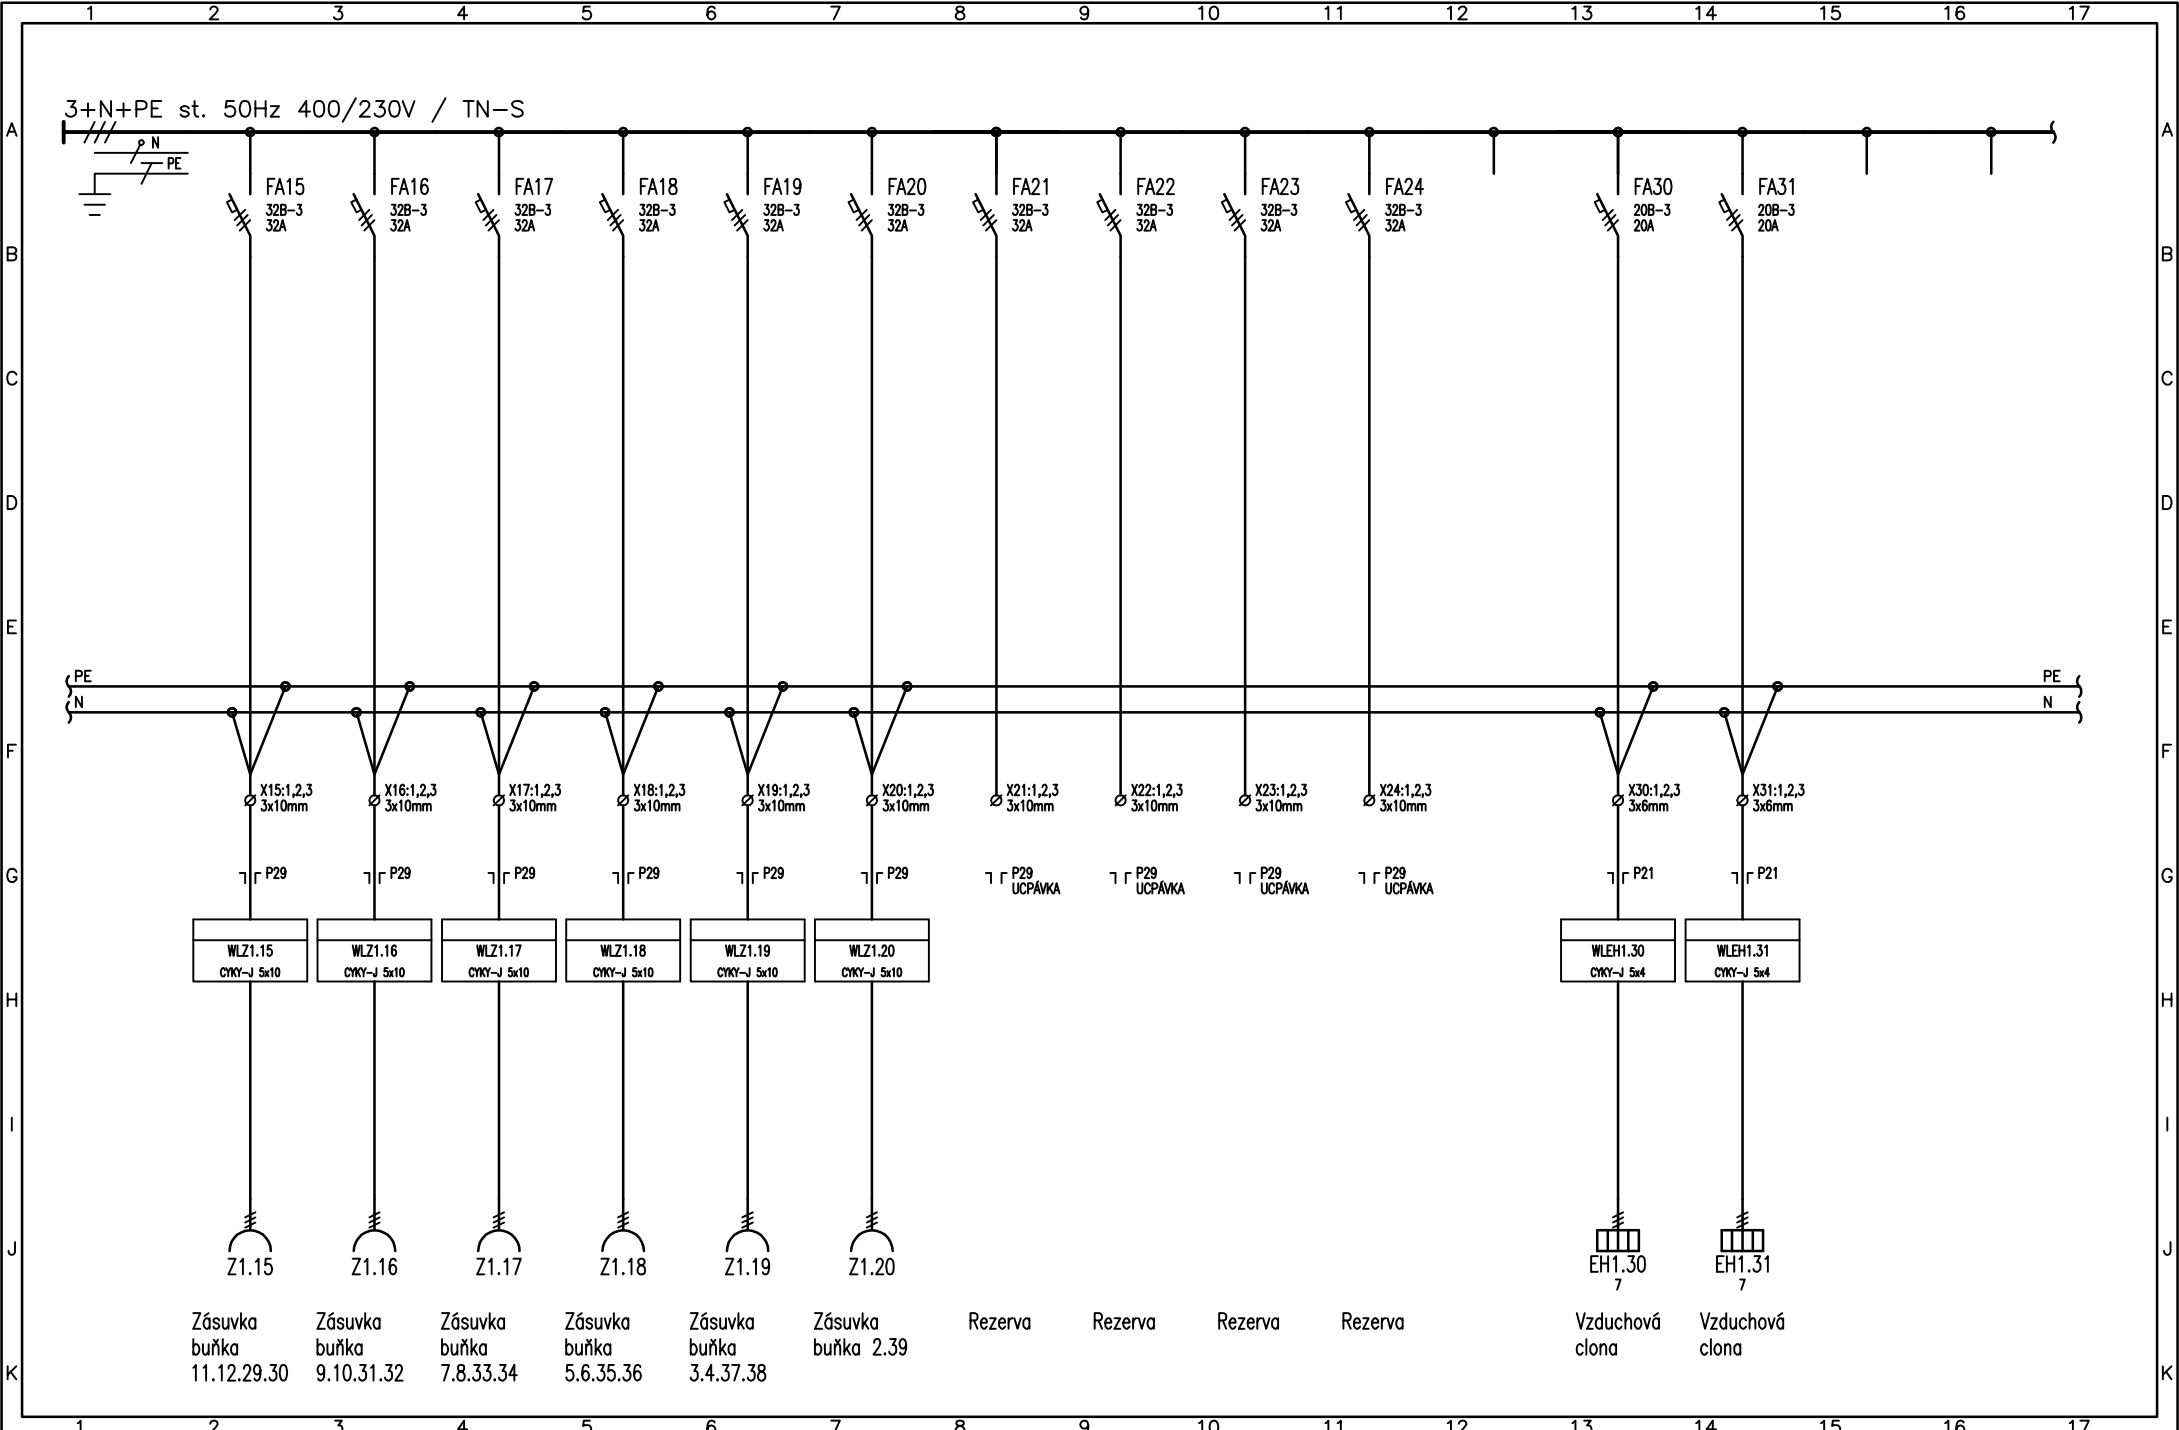 1 2 3 4 5 6 7 8 9 10 11 12 13 14 15 16 17
3+N+PE st. 50Hz 400/230V / TN-S
A A
N
PE
FA15 FA16 FA17 FA18 FA19 FA20 FA21 FA22 FA23 FA24 FA30 FA31
32B-3 32B-3 32B-3 32B-3 32B-3 32B-3 32B-3 32B-3 32B-3 32B-3 20B-3 20B-3
32A 32A 32A 32A 32A 32A 32A 32A 32A 32A 20A 20A
B B
C C
D D
E E
PE PE
N N
F F
X15:1,2,3 X16:1,2,3 X17:1,2,3 X18:1,2,3 X19:1,2,3 X20:1,2,3 X21:1,2,3 X22:1,2,3 X23:1,2,3 X24:1,2,3 X30:1,2,3 X31:1,2,3
3x10mm 3x10mm 3x10mm 3x10mm 3x10mm 3x10mm 3x10mm 3x10mm 3x10mm 3x10mm 3x6mm 3x6mm
G P29 P29 P29 P29 P29 P29 P29 P29 P29 P29 P21 P21 G
UCPÁVKA UCPÁVKA UCPÁVKA UCPÁVKA
WLZ1.15 WLZ1.16 WLZ1.17 WLZ1.18 WLZ1.19 WLZ1.20 WLEH1.30 WLEH1.31
CYKY-J 5x10 CYKY-J 5x10 CYKY-J 5x10 CYKY-J 5x10 CYKY-J 5x10 CYKY-J 5x10 CYKY-J 5x4 CYKY-J 5x4
H H
I I
J J
Z1.15 Z1.16 Z1.17 Z1.18 Z1.19 Z1.20 EH1.30 EH1.31
7 7
Zásuvka Zásuvka Zásuvka Zásuvka Zásuvka Zásuvka Rezerva Rezerva Rezerva Rezerva Vzduchová Vzduchová
buňka buňka buňka buňka buňka buňka 2.39 clona clona
K 11.12.29.30 9.10.31.32 7.8.33.34 5.6.35.36 3.4.37.38 K
1 2 3 4 5 6 7 8 9 10 11 12 13 14 15 16 17